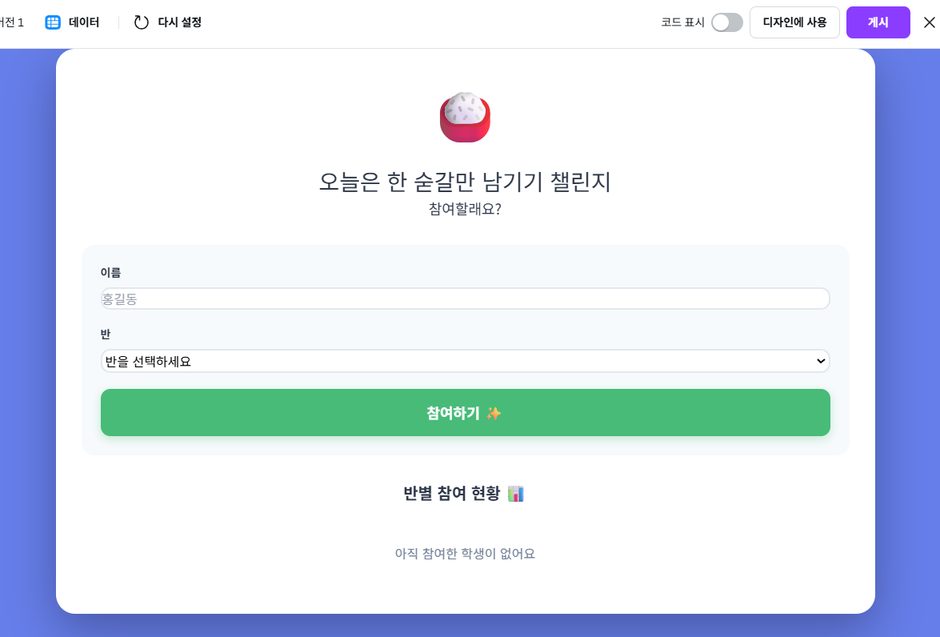 버전 1
데이터
다시 설정
코드 표시
디자인에 사용
게시
오늘은 한 숟갈만 남기기 챌린지
참여할래요?
이름
홍길동
반
반을 선택하세요
참여하기 ✨
반별 참여 현황 📊
아직 참여한 학생이 없어요